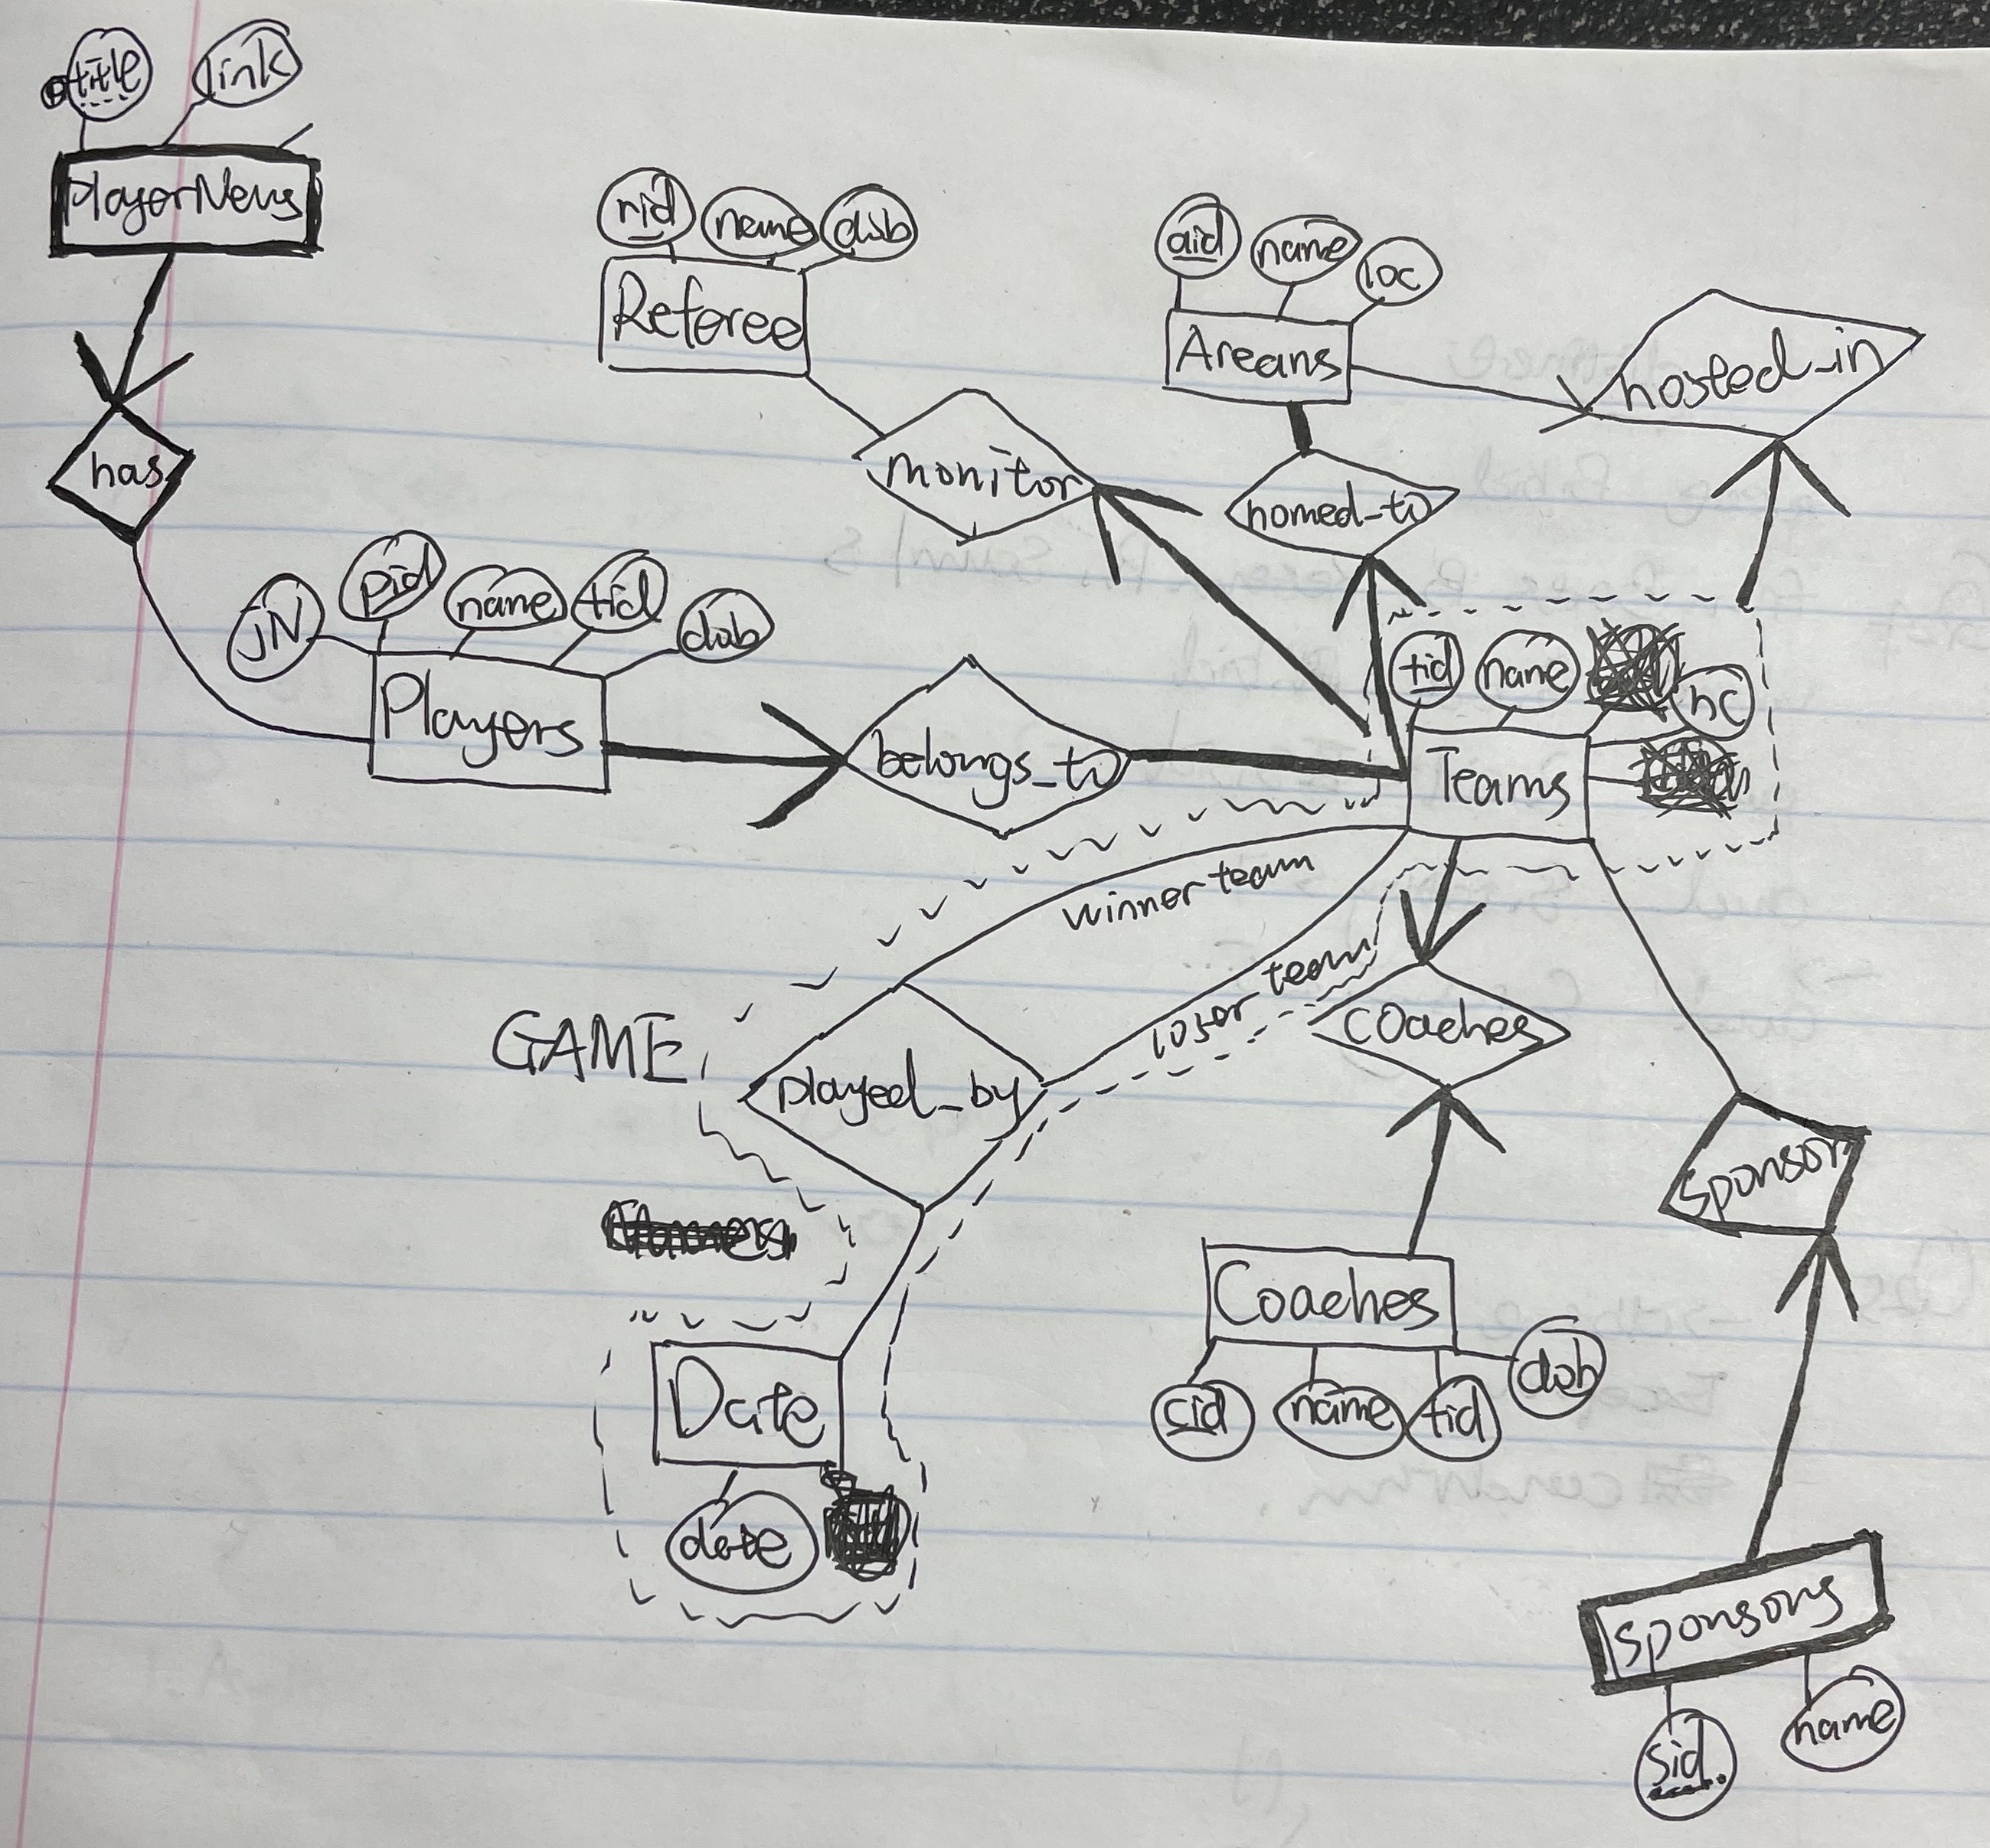 title
link
PlayerNews
has
rid
name
dob
Referee
monitor
aid
name
loc
Areans
hosted_in
homed_to
JN
pid
name
tid
dob
Players
belongs_to
tid
name
hc
Teams
winner team
loser team
GAME
played_by
Date
date
coaches
Coaches
cid
name
tid
dob
sponsor
sponsors
sid
name